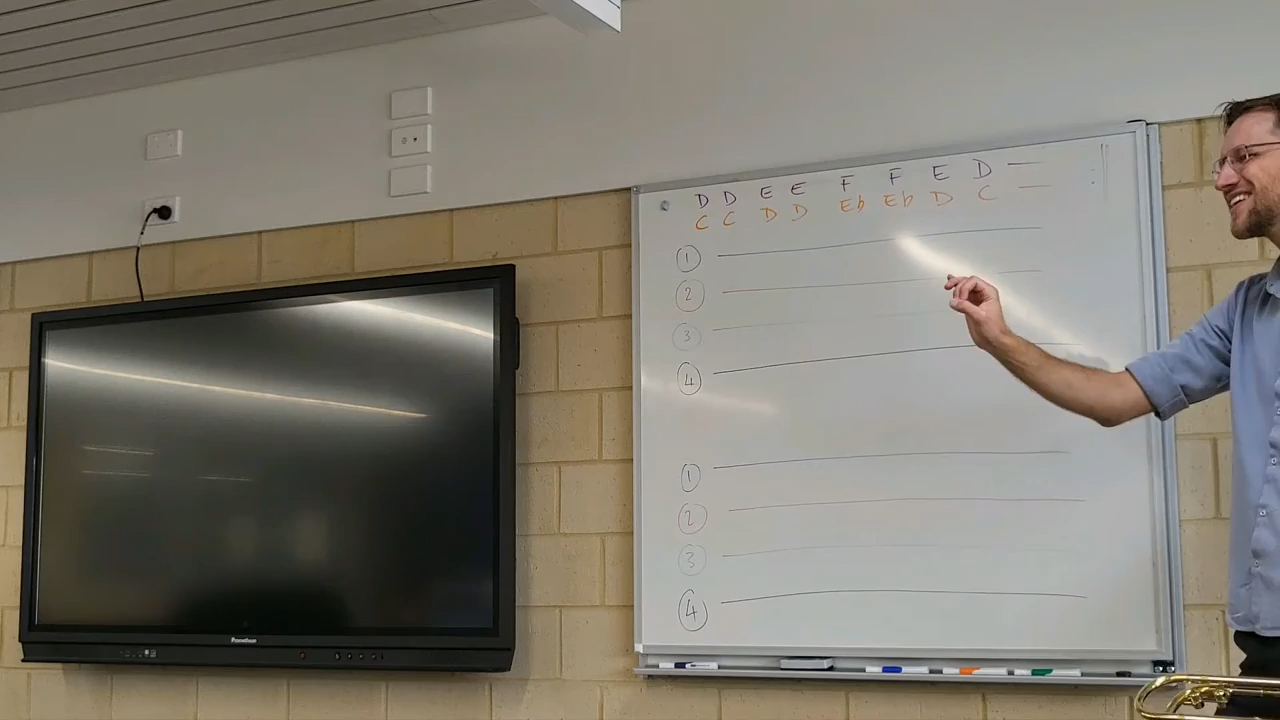 D D E E F F E D —
C C D D Eb Eb D C —
1
2
3
4
1
2
3
4
Promethean